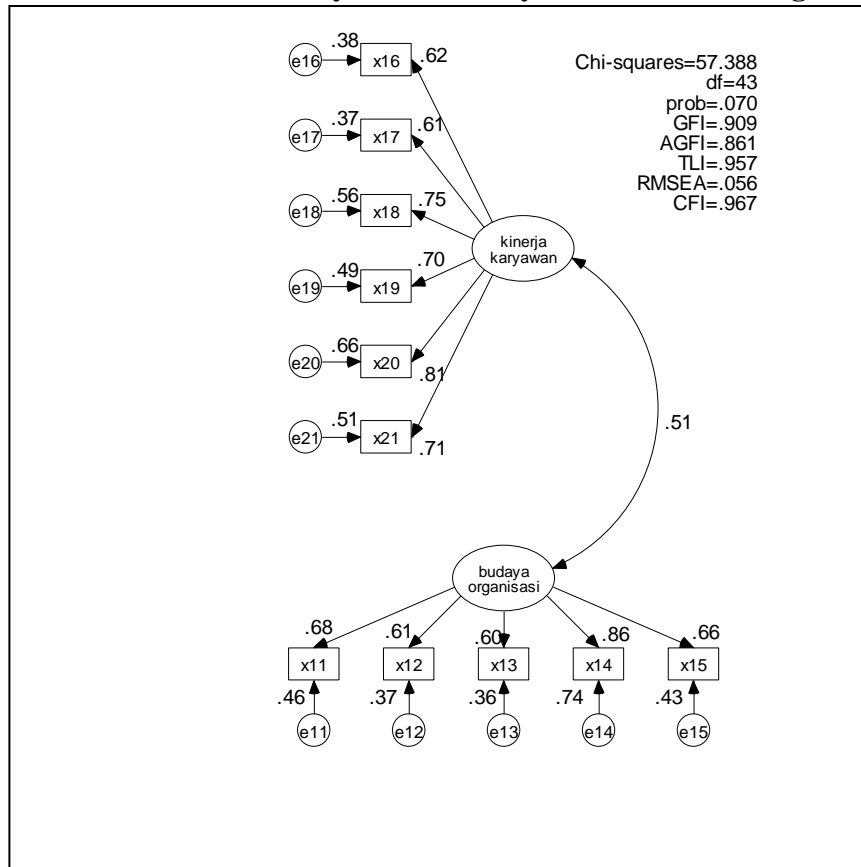 Chi-squares=57.388
df=43
prob=.070
GFI=.909
AGFI=.861
TLI=.957
RMSEA=.056
CFI=.967
e16
.38
x16
.62
e17
.37
x17
.61
e18
.56
x18
.75
kinerja
karyawan
e19
.49
x19
.70
e20
.66
x20
.81
e21
.51
x21
.71
.51
budaya
organisasi
.68
.61
.60
.86
.66
x11
x12
x13
x14
x15
.46
.37
.36
.74
.43
e11
e12
e13
e14
e15